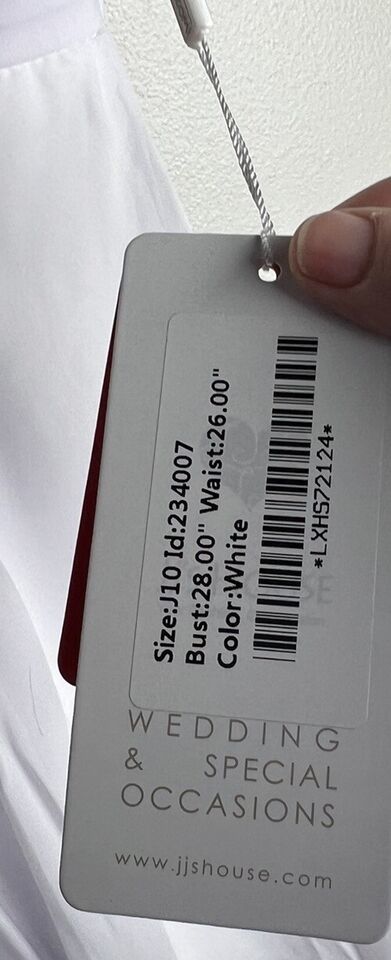 Size:J10 Id:234007
Bust:28.00" Waist:26.00"
Color:White
*LXHS72124*
WEDDING
& SPECIAL
OCCASIONS
www.jjshouse.com